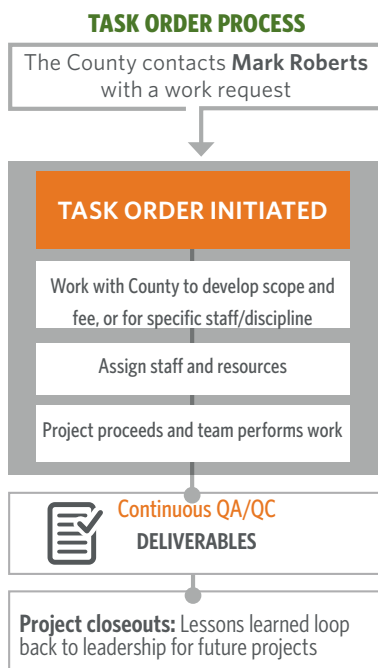 TASK ORDER PROCESS
The County contacts Mark Roberts
with a work request
TASK ORDER INITIATED
Work with County to develop scope and
fee, or for specific staff/discipline
Assign staff and resources
Project proceeds and team performs work
Continuous QA/QC
DELIVERABLES
Project closeouts: Lessons learned loop
back to leadership for future projects